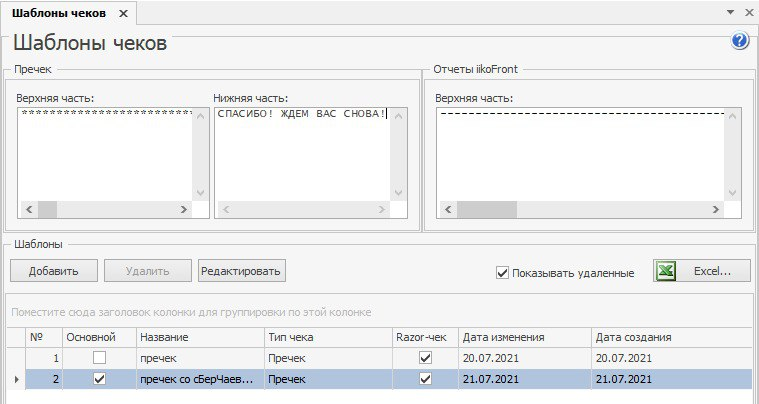 Шаблоны чеков
Шаблоны чеков
Пречек
Отчеты iikoFront
Верхняя часть:
Нижняя часть:
Верхняя часть:
СПАСИБО! ЖДЕМ ВАС СНОВА!
Шаблоны
Добавить Удалить Редактировать Показывать удаленные Excel...
Поместите сюда заголовок колонки для группировки по этой колонке
№ Основной Название Тип чека Razor-чек Дата изменения Дата создания
1 пречек Пречек 20.07.2021 20.07.2021
2 пречек со сБерЧаев... Пречек 21.07.2021 21.07.2021